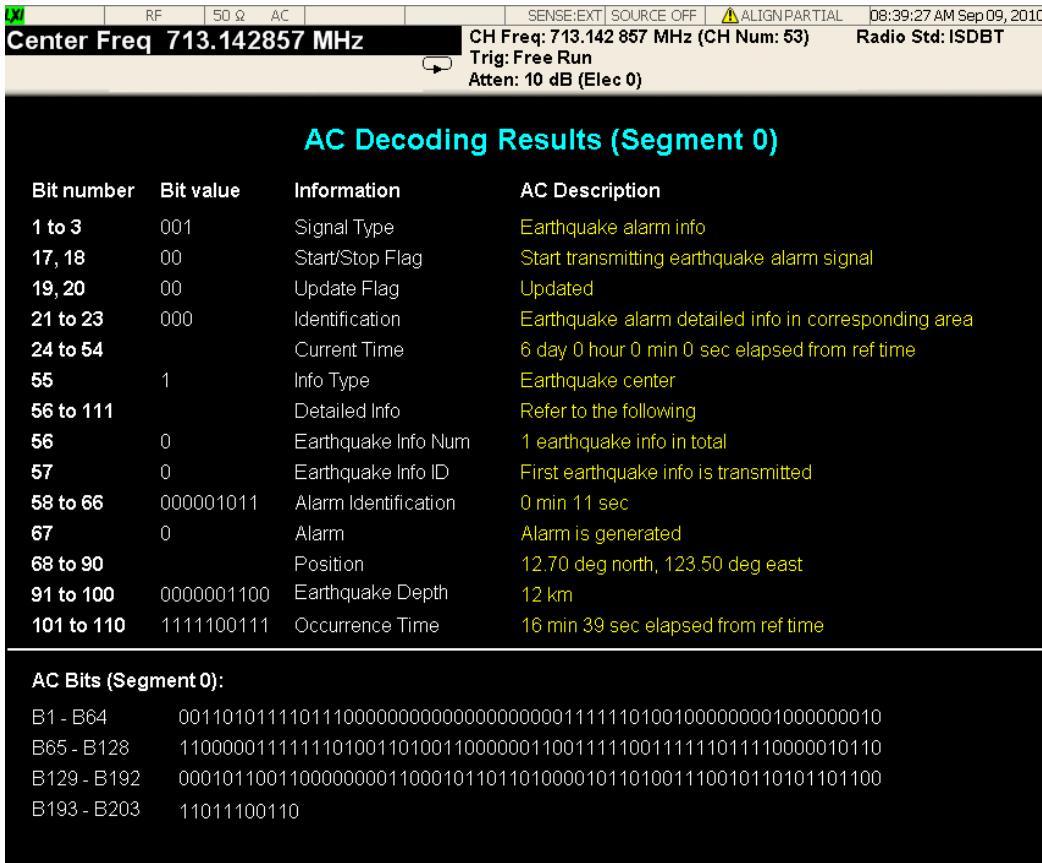 LXI RF 50 Ω AC SENSE:EXT SOURCE OFF ALIGN PARTIAL 08:39:27 AM Sep 09, 2010
Center Freq 713.142857 MHz CH Freq: 713.142 857 MHz (CH Num: 53) Radio Std: ISDBT
Trig: Free Run
Atten: 10 dB (Elec 0)
AC Decoding Results (Segment 0)
Bit number Bit value Information AC Description
1 to 3 001 Signal Type Earthquake alarm info
17, 18 00 Start/Stop Flag Start transmitting earthquake alarm signal
19, 20 00 Update Flag Updated
21 to 23 000 Identification Earthquake alarm detailed info in corresponding area
24 to 54 Current Time 6 day 0 hour 0 min 0 sec elapsed from ref time
55 1 Info Type Earthquake center
56 to 111 Detailed Info Refer to the following
56 0 Earthquake Info Num 1 earthquake info in total
57 0 Earthquake Info ID First earthquake info is transmitted
58 to 66 000001011 Alarm Identification 0 min 11 sec
67 0 Alarm Alarm is generated
68 to 90 Position 12.70 deg north, 123.50 deg east
91 to 100 0000001100 Earthquake Depth 12 km
101 to 110 1111100111 Occurrence Time 16 min 39 sec elapsed from ref time
AC Bits (Segment 0):
B1 - B64 0011010111101110000000000000000000011111101001000000001000000010
B65 - B128 1100000111111101001101001100000011001111100111111011110000010110
B129 - B192 0001011001100000000110001011011010000101101001110010110101101100
B193 - B203 11011100110